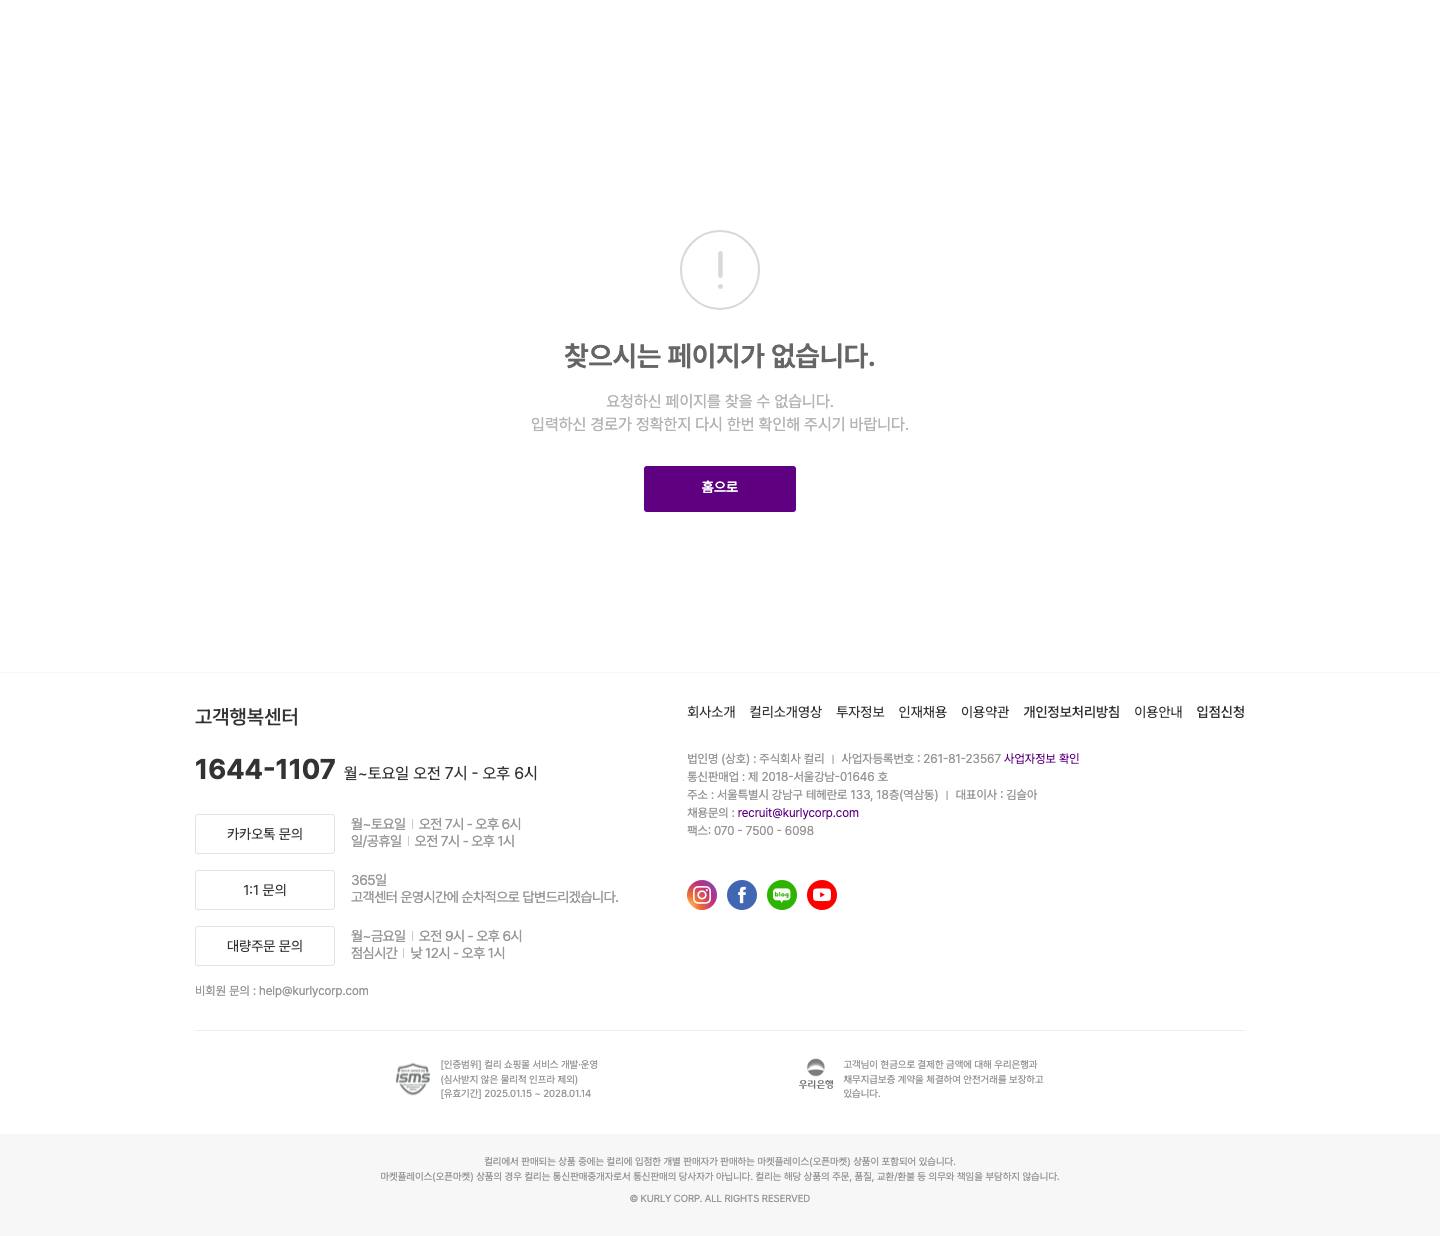 찾으시는 페이지가 없습니다.
요청하신 페이지를 찾을 수 없습니다.
입력하신 경로가 정확한지 다시 한번 확인해 주시기 바랍니다.
홈으로
고객행복센터
1644-1107 월~토요일 오전 7시 - 오후 6시
카카오톡 문의
월~토요일 | 오전 7시 - 오후 6시
일/공휴일 | 오전 7시 - 오후 1시
1:1 문의
365일
고객센터 운영시간에 순차적으로 답변드리겠습니다.
대량주문 문의
월~금요일 | 오전 9시 - 오후 6시
점심시간 | 낮 12시 - 오후 1시
비회원 문의 : help@kurlycorp.com
회사소개 컬리소개영상 투자정보 인재채용 이용약관 개인정보처리방침 이용안내 입점신청
법인명 (상호) : 주식회사 컬리 | 사업자등록번호 : 261-81-23567 사업자정보 확인
통신판매업 : 제 2018-서울강남-01646 호
주소 : 서울특별시 강남구 테헤란로 133, 18층(역삼동) | 대표이사 : 김슬아
채용문의 : recruit@kurlycorp.com
팩스: 070 - 7500 - 6098
blog
ISMS
[인증범위] 컬리 쇼핑몰 서비스 개발·운영
(심사받지 않은 물리적 인프라 제외)
[유효기간] 2025.01.15 ~ 2028.01.14
우리은행
고객님이 현금으로 결제한 금액에 대해 우리은행과
채무지급보증 계약을 체결하여 안전거래를 보장하고
있습니다.
컬리에서 판매되는 상품 중에는 컬리에 입점한 개별 판매자가 판매하는 마켓플레이스(오픈마켓) 상품이 포함되어 있습니다.
마켓플레이스(오픈마켓) 상품의 경우 컬리는 통신판매중개자로서 통신판매의 당사자가 아닙니다. 컬리는 해당 상품의 주문, 품질, 교환/환불 등 의무와 책임을 부담하지 않습니다.
© KURLY CORP. ALL RIGHTS RESERVED